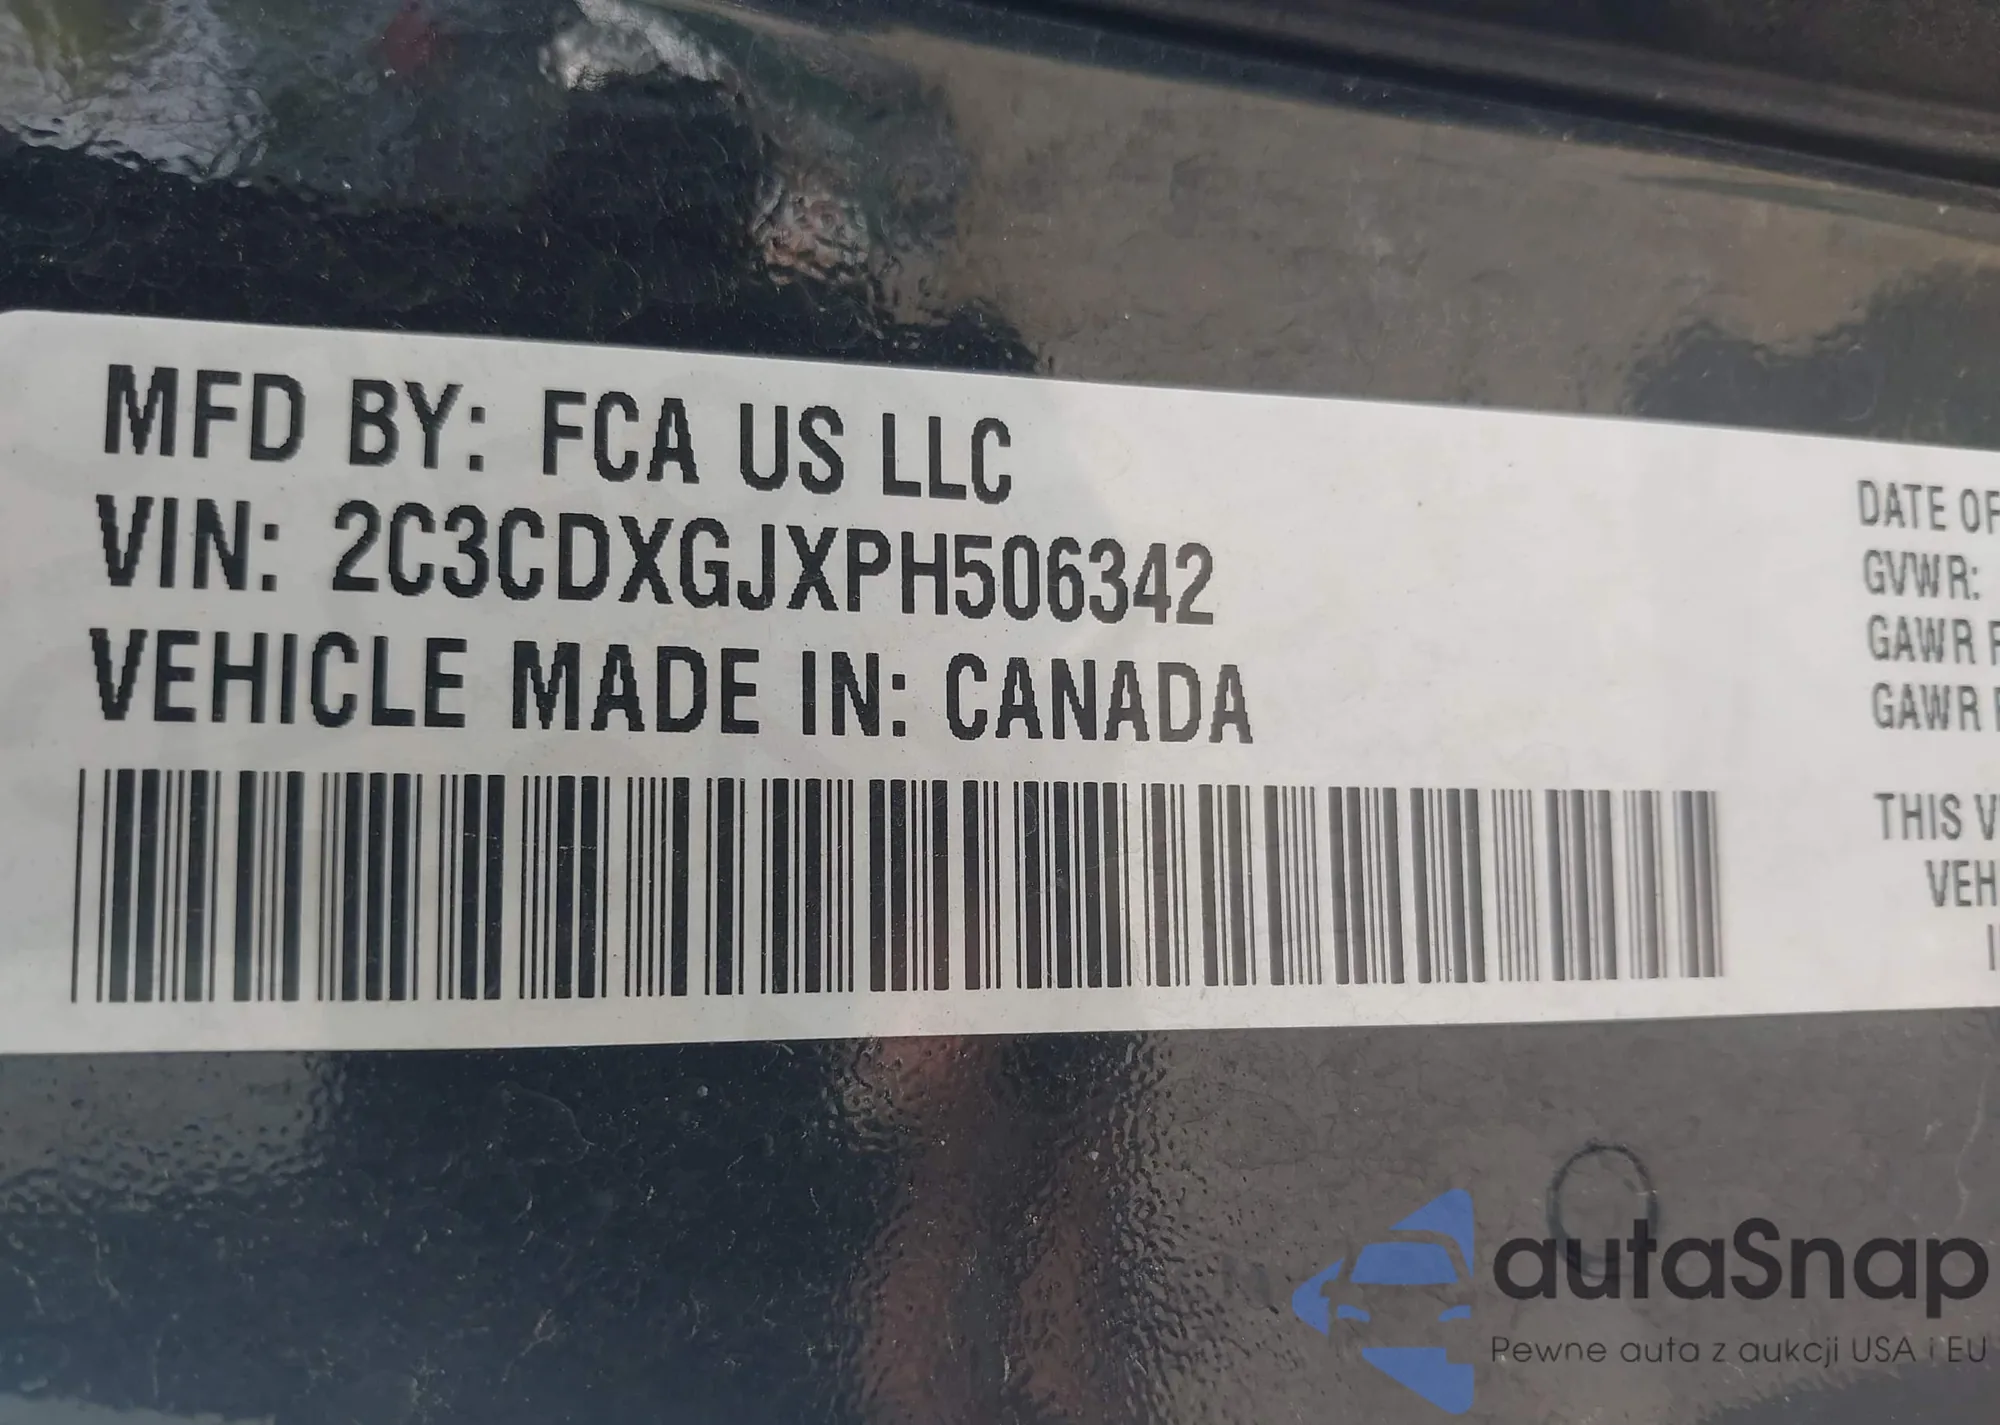 MFD BY: FCA US LLC
VIN: 2C3CDXGJXPH506342
VEHICLE MADE IN: CANADA
DATE OF
GVWR:
GAWR
GAWR
THIS
autaSnap
Pewne auta z aukcji USA i EU